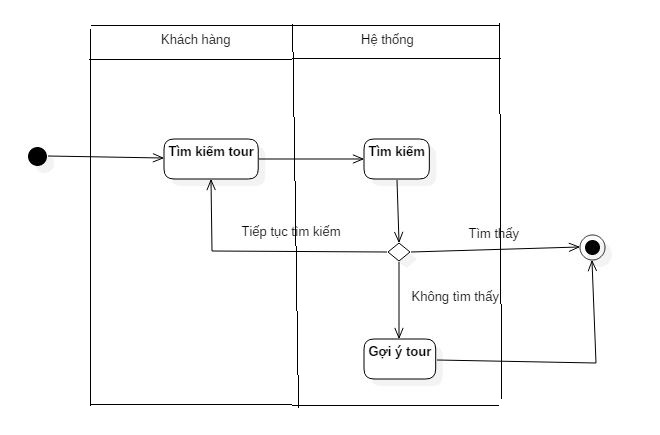 Khách hàng
Hệ thống
Tìm kiếm tour
Tìm kiếm
Tiếp tục tìm kiếm
Tìm thấy
Không tìm thấy
Gợi ý tour